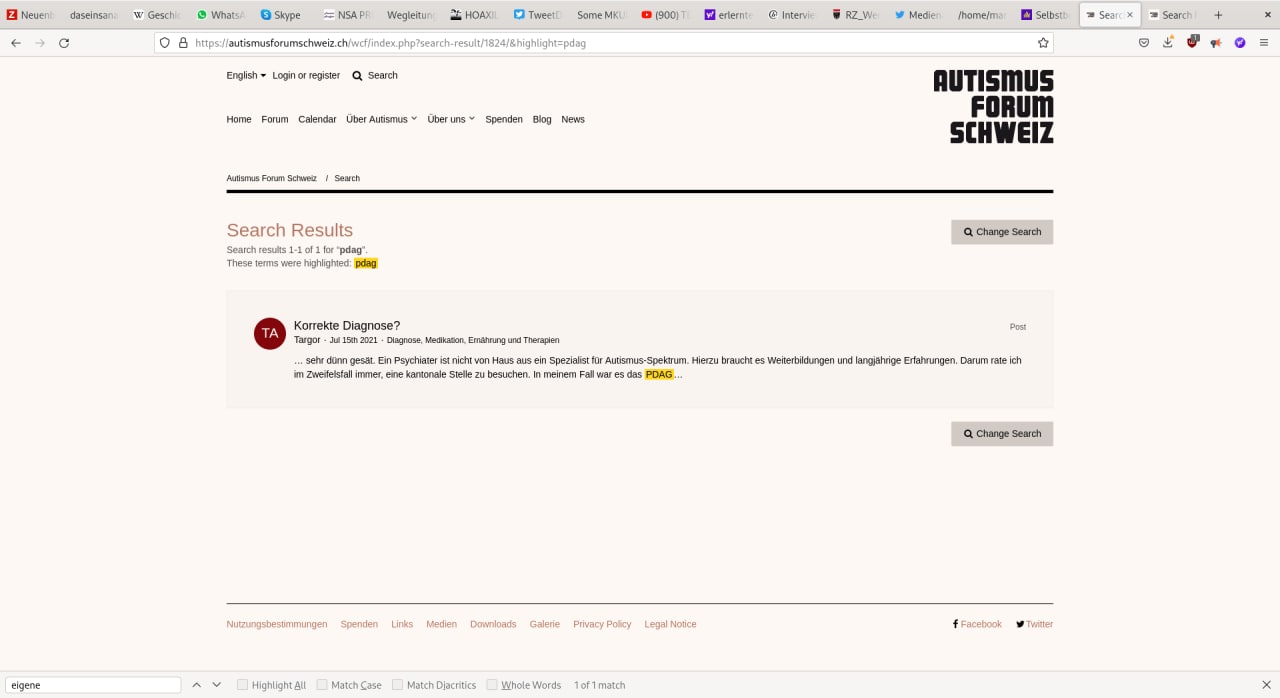 Neuenb
daseinsana
Geschic
WhatsA
Skype
NSA PR
Wegleitung
HOAXIL
TweetD
Some MKU
(900) TE
erlernte
Interview
RZ_Wei
Medien
/home/mar
Selbstb
Search
Search
https://autismusforumschweiz.ch/wcf/index.php?search-result/1824/&highlight=pdag
English Login or register Search
AUTISMUS
FORUM
SCHWEIZ
Home Forum Calendar Über Autismus Über uns Spenden Blog News
Autismus Forum Schweiz / Search
Search Results
Change Search
Search results 1-1 of 1 for “pdag”.
These terms were highlighted: pdag
TA
Korrekte Diagnose?
Post
Targor · Jul 15th 2021 · Diagnose, Medikation, Ernährung und Therapien
… sehr dünn gesät. Ein Psychiater ist nicht von Haus aus ein Spezialist für Autismus-Spektrum. Hierzu braucht es Weiterbildungen und langjährige Erfahrungen. Darum rate ich
im Zweifelsfall immer, eine kantonale Stelle zu besuchen. In meinem Fall war es das PDAG…
Change Search
Nutzungsbestimmungen Spenden Links Medien Downloads Galerie Privacy Policy Legal Notice
Facebook Twitter
eigene
Highlight All Match Case Match Diacritics Whole Words 1 of 1 match